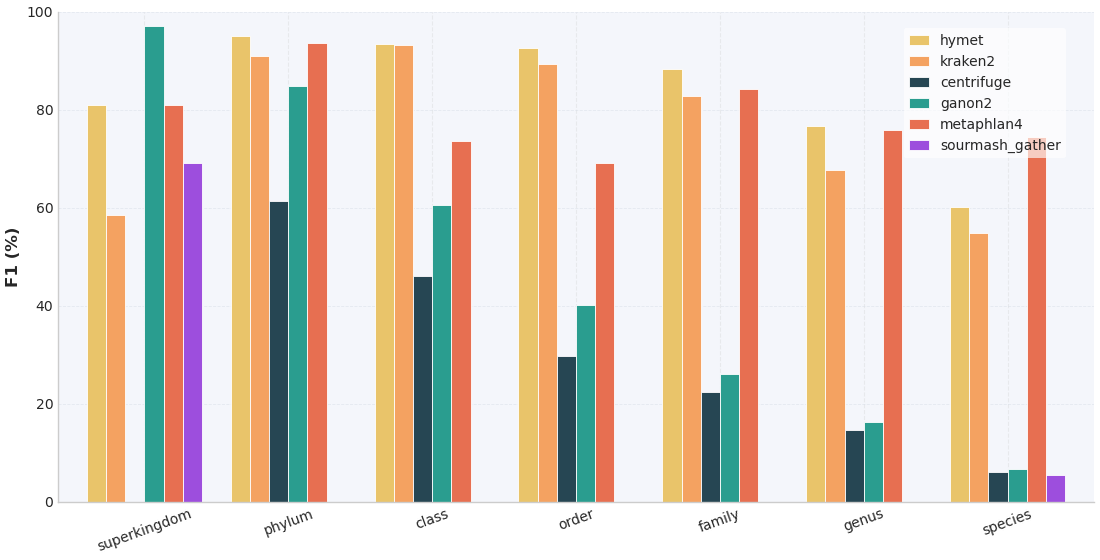 100
80
60
40
20
0
F1 (%)
hymet
kraken2
centrifuge
ganon2
metaphlan4
sourmash_gather
superkingdom
phylum
class
order
family
genus
species